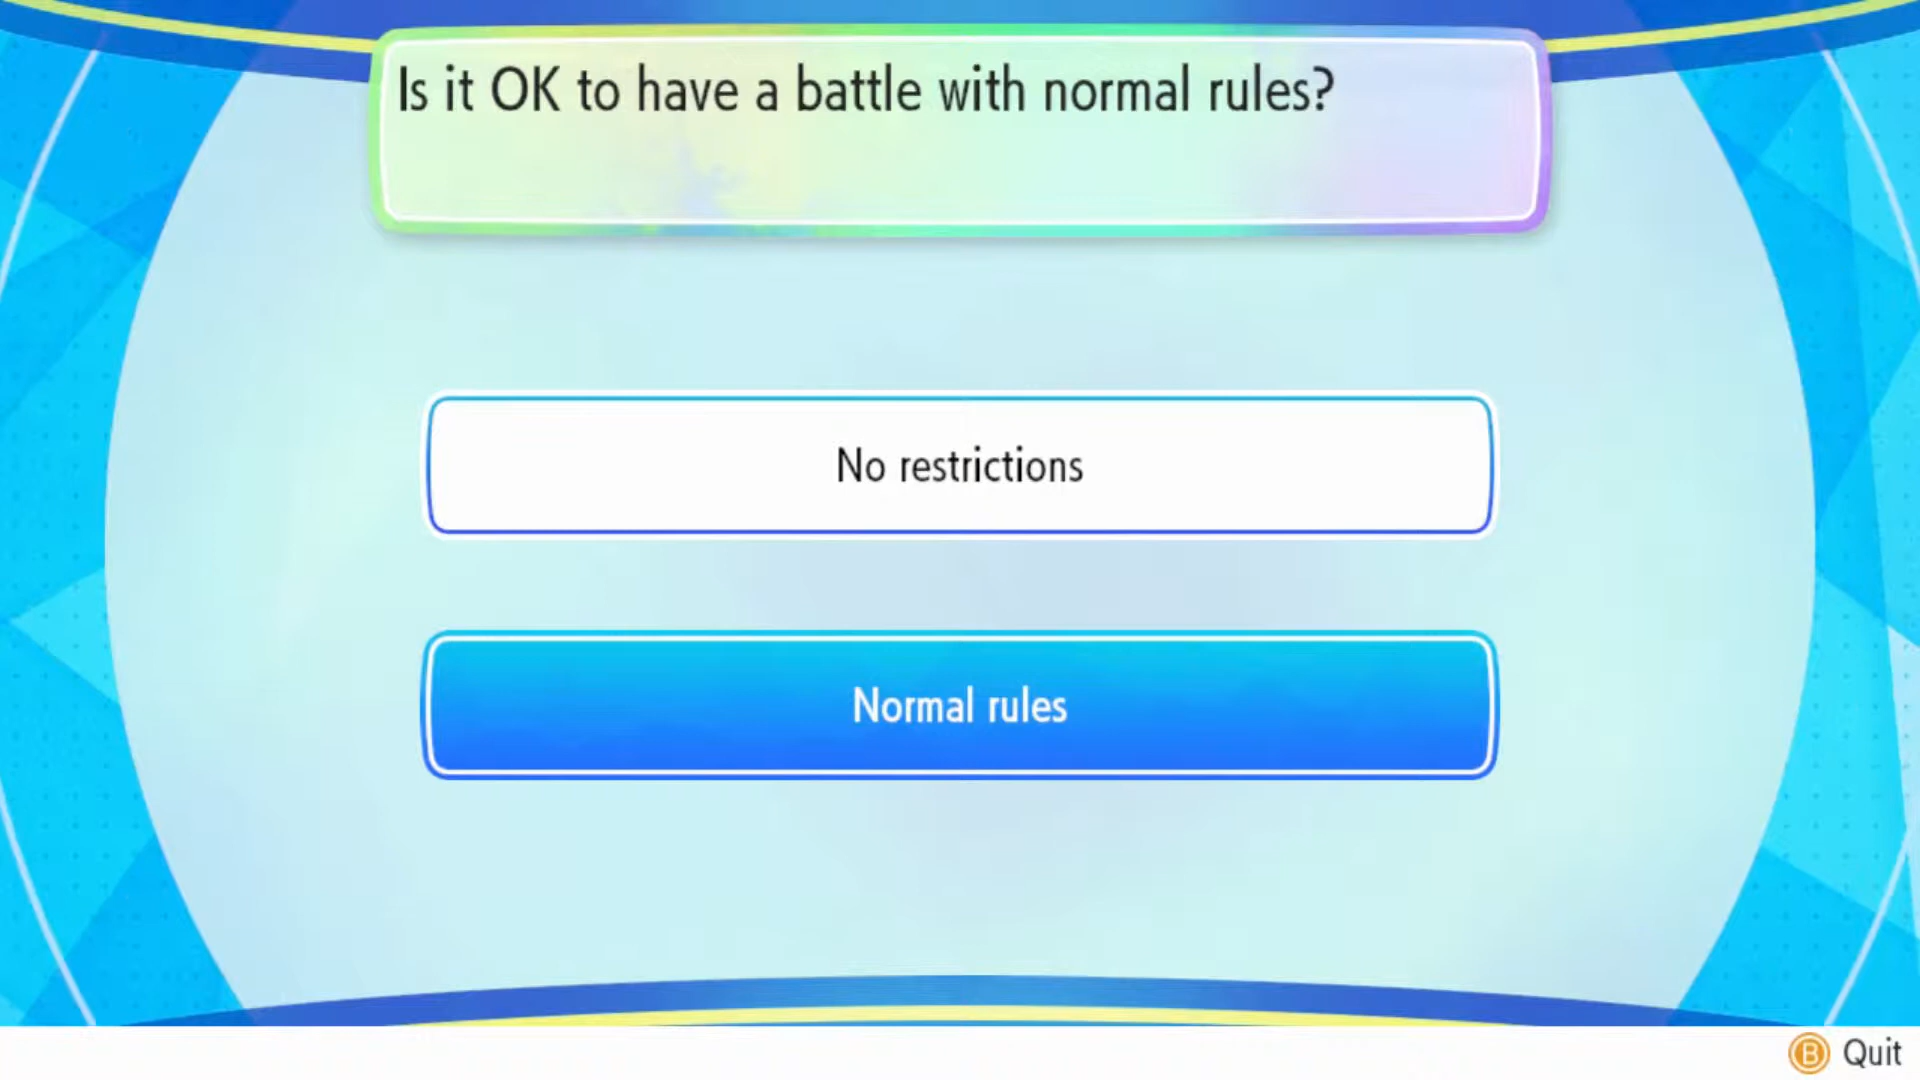 Is it OK to have a battle with normal rules?
No restrictions
Normal rules
B Quit